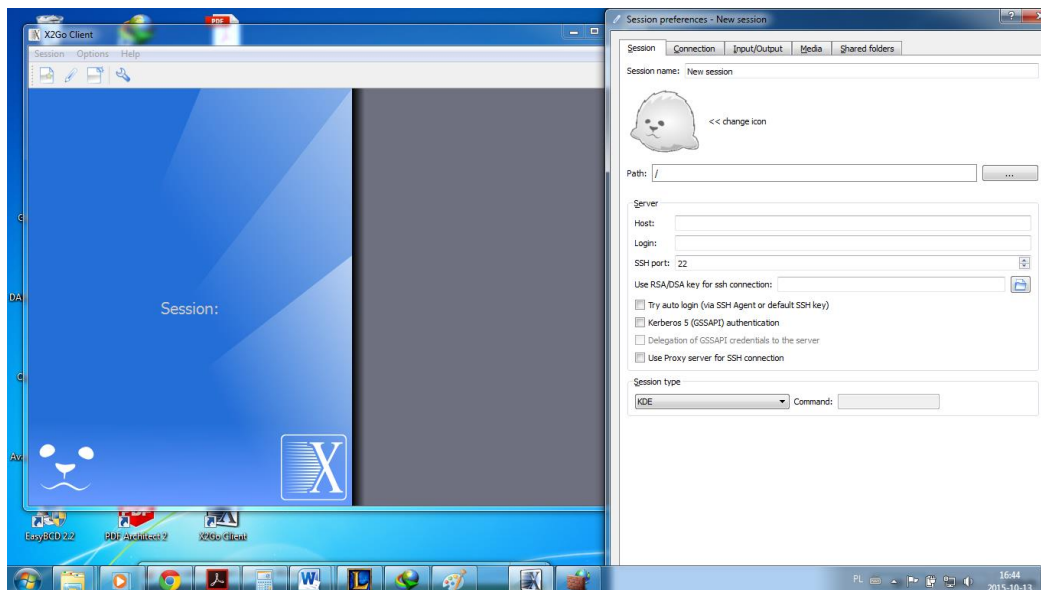 PDF
X2Go Client
Session Options Help
Session:
X
EasyBCD 2.2
PDF Architect 2
X2Go Client
Session preferences - New session
?
Session Connection Input/Output Media Shared folders
Session name: New session
<< change icon
Path: /
...
Server
Host:
Login:
SSH port: 22
Use RSA/DSA key for ssh connection:
Try auto login (via SSH Agent or default SSH key)
Kerberos 5 (GSSAPI) authentication
Delegation of GSSAPI credentials to the server
Use Proxy server for SSH connection
Session type
KDE Command:
PL
16:44
2015-10-13